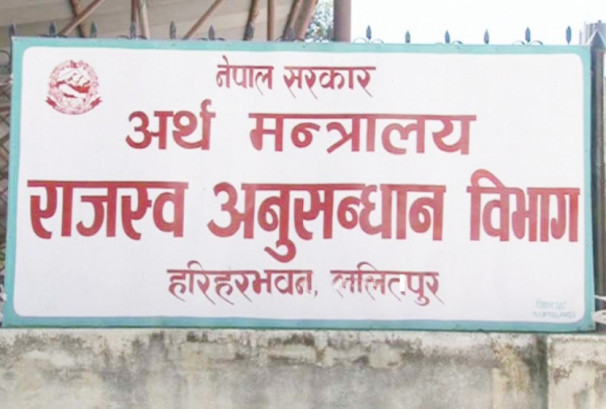 नेपाल सरकार
अर्थ मन्त्रालय
राजस्व अनुसन्धान विभाग
हरिहरभवन, ललितपुर